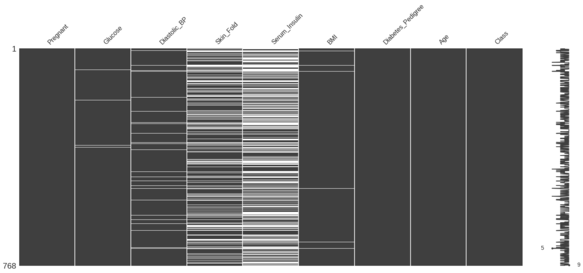 Pregnant
Glucose
Diastolic_BP
Skin_Fold
Serum_Insulin
BMI
Diabetes_Pedigree
Age
Class
1
768
5
9